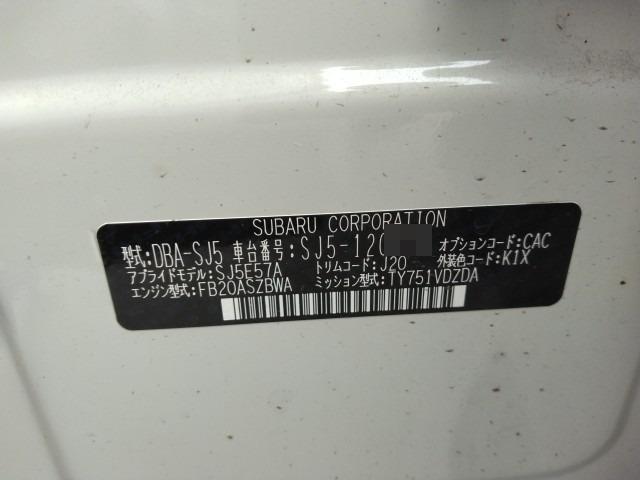 SUBARU CORPORATION
型式:DBA-SJ5 車台番号:SJ5-120 オプションコード:CAC
アプライドモデル:SJ5E57A トリムコード:J20 外装色コード:K1X
エンジン型式:FB20ASZBWA ミッション型式:TY751VDZDA